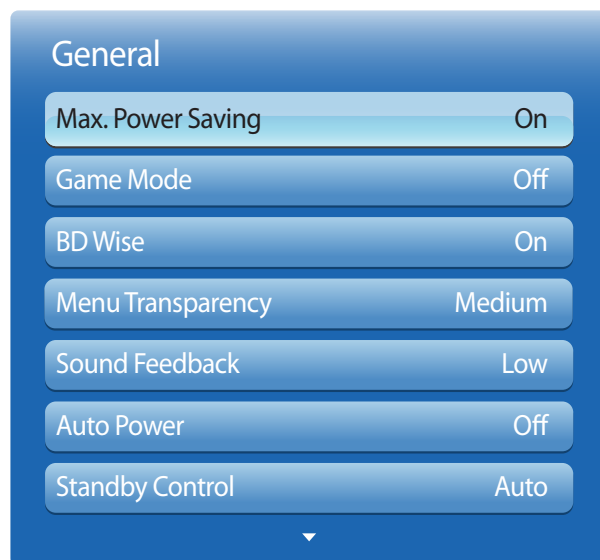 General
Max. Power Saving On
Game Mode Off
BD Wise On
Menu Transparency Medium
Sound Feedback Low
Auto Power Off
Standby Control Auto